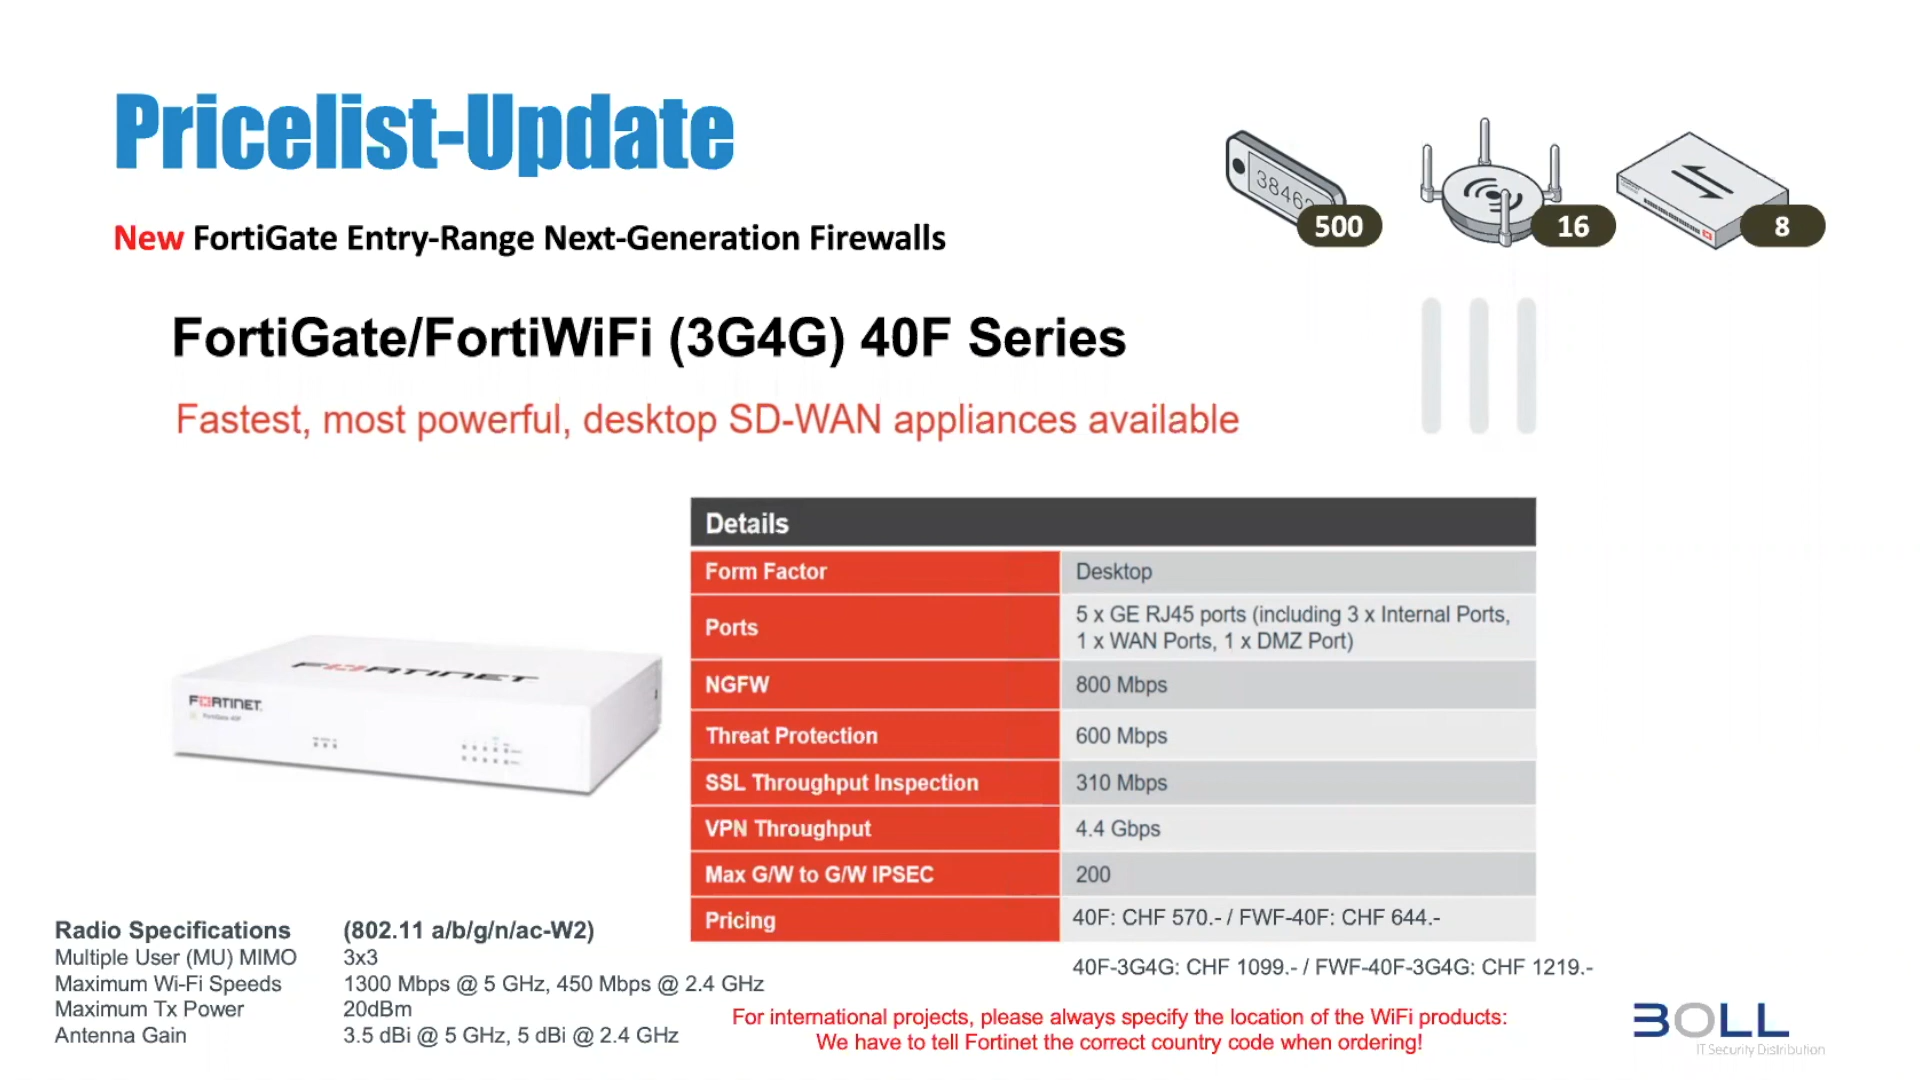 Pricelist-Update
New FortiGate Entry-Range Next-Generation Firewalls
500
16
8
FortiGate/FortiWiFi (3G4G) 40F Series
Fastest, most powerful, desktop SD-WAN appliances available
FORTINET
FORTINET
FortiGate 40F
Details
Form Factor Desktop
Ports 5 x GE RJ45 ports (including 3 x Internal Ports,
1 x WAN Ports, 1 x DMZ Port)
NGFW 800 Mbps
Threat Protection 600 Mbps
SSL Throughput Inspection 310 Mbps
VPN Throughput 4.4 Gbps
Max G/W to G/W IPSEC 200
Pricing 40F: CHF 570.- / FWF-40F: CHF 644.-
40F-3G4G: CHF 1099.- / FWF-40F-3G4G: CHF 1219.-
Radio Specifications (802.11 a/b/g/n/ac-W2)
Multiple User (MU) MIMO 3x3
Maximum Wi-Fi Speeds 1300 Mbps @ 5 GHz, 450 Mbps @ 2.4 GHz
Maximum Tx Power 20dBm
Antenna Gain 3.5 dBi @ 5 GHz, 5 dBi @ 2.4 GHz
For international projects, please always specify the location of the WiFi products:
We have to tell Fortinet the correct country code when ordering!
BOLL
IT Security Distribution